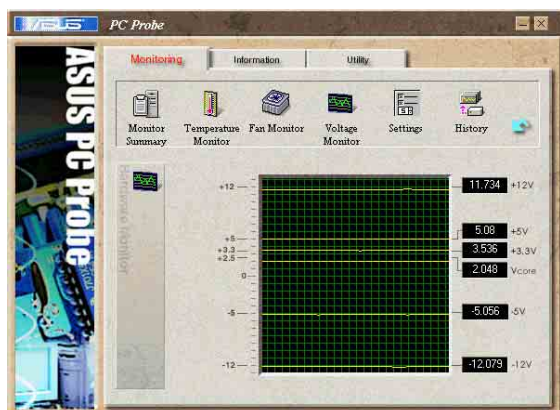 ASUS
PC Probe
ASUS PC Probe
Monitoring
Information
Utility
Monitor Summary
Temperature Monitor
Fan Monitor
Voltage Monitor
Settings
History
Hardware Monitor
+12
+5
+3.3
+2.5
0
-5
-12
11.734 +12V
5.08 +5V
3.536 +3.3V
2.048 Vcore
-5.056 -5V
-12.079 -12V